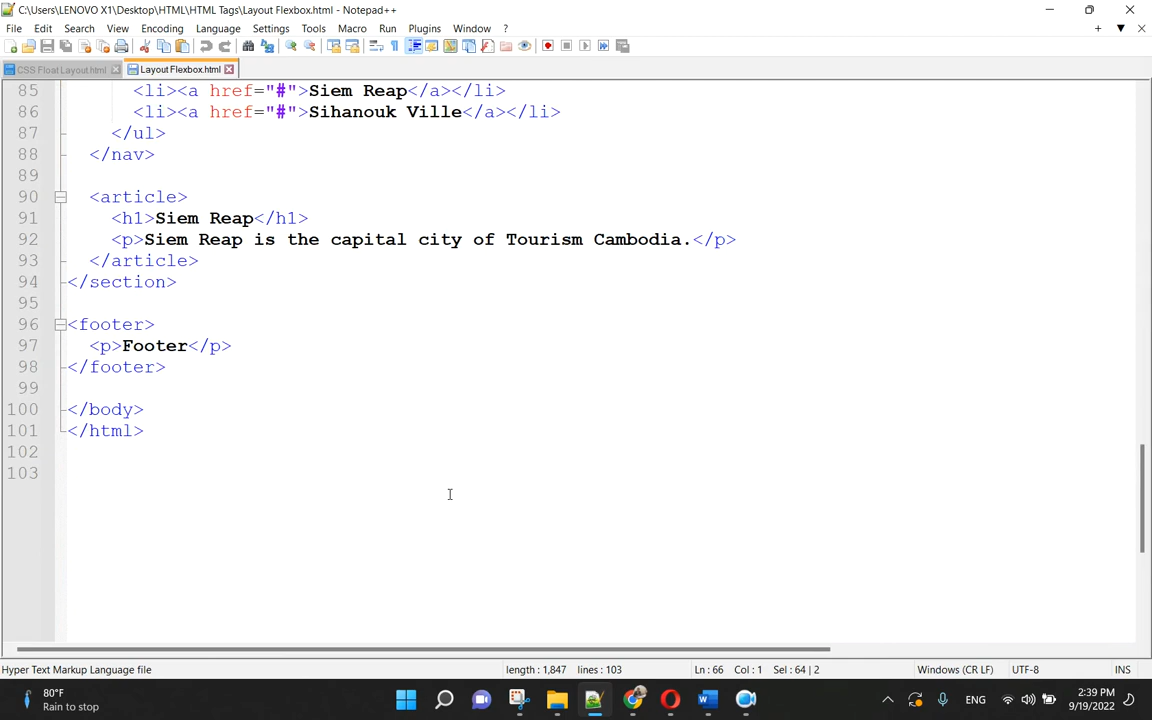 C:\Users\LENOVO X1\Desktop\HTML\HTML Tags\Layout Flexbox.html - Notepad++
File Edit Search View Encoding Language Settings Tools Macro Run Plugins Window ?
CSS Float Layout.html Layout Flexbox.html
85 <li><a href="#">Siem Reap</a></li>
86 <li><a href="#">Sihanouk Ville</a></li>
87 </ul>
88 </nav>
89
90 <article>
91 <h1>Siem Reap</h1>
92 <p>Siem Reap is the capital city of Tourism Cambodia.</p>
93 </article>
94 </section>
95
96 <footer>
97 <p>Footer</p>
98 </footer>
99
100 </body>
101 </html>
102
103
Hyper Text Markup Language file length : 1,847 lines : 103 Ln : 66 Col : 1 Sel : 64 | 2 Windows (CR LF) UTF-8 INS
80°F
Rain to stop
ENG
2:39 PM
9/19/2022